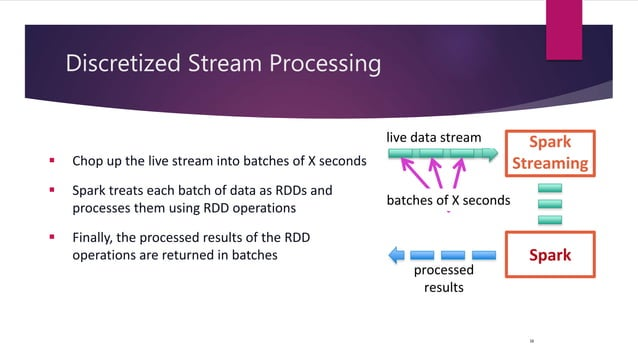 Discretized Stream Processing
Chop up the live stream into batches of X seconds
Spark treats each batch of data as RDDs and
processes them using RDD operations
Finally, the processed results of the RDD
operations are returned in batches
live data stream
Spark
Streaming
batches of X seconds
Spark
processed
results